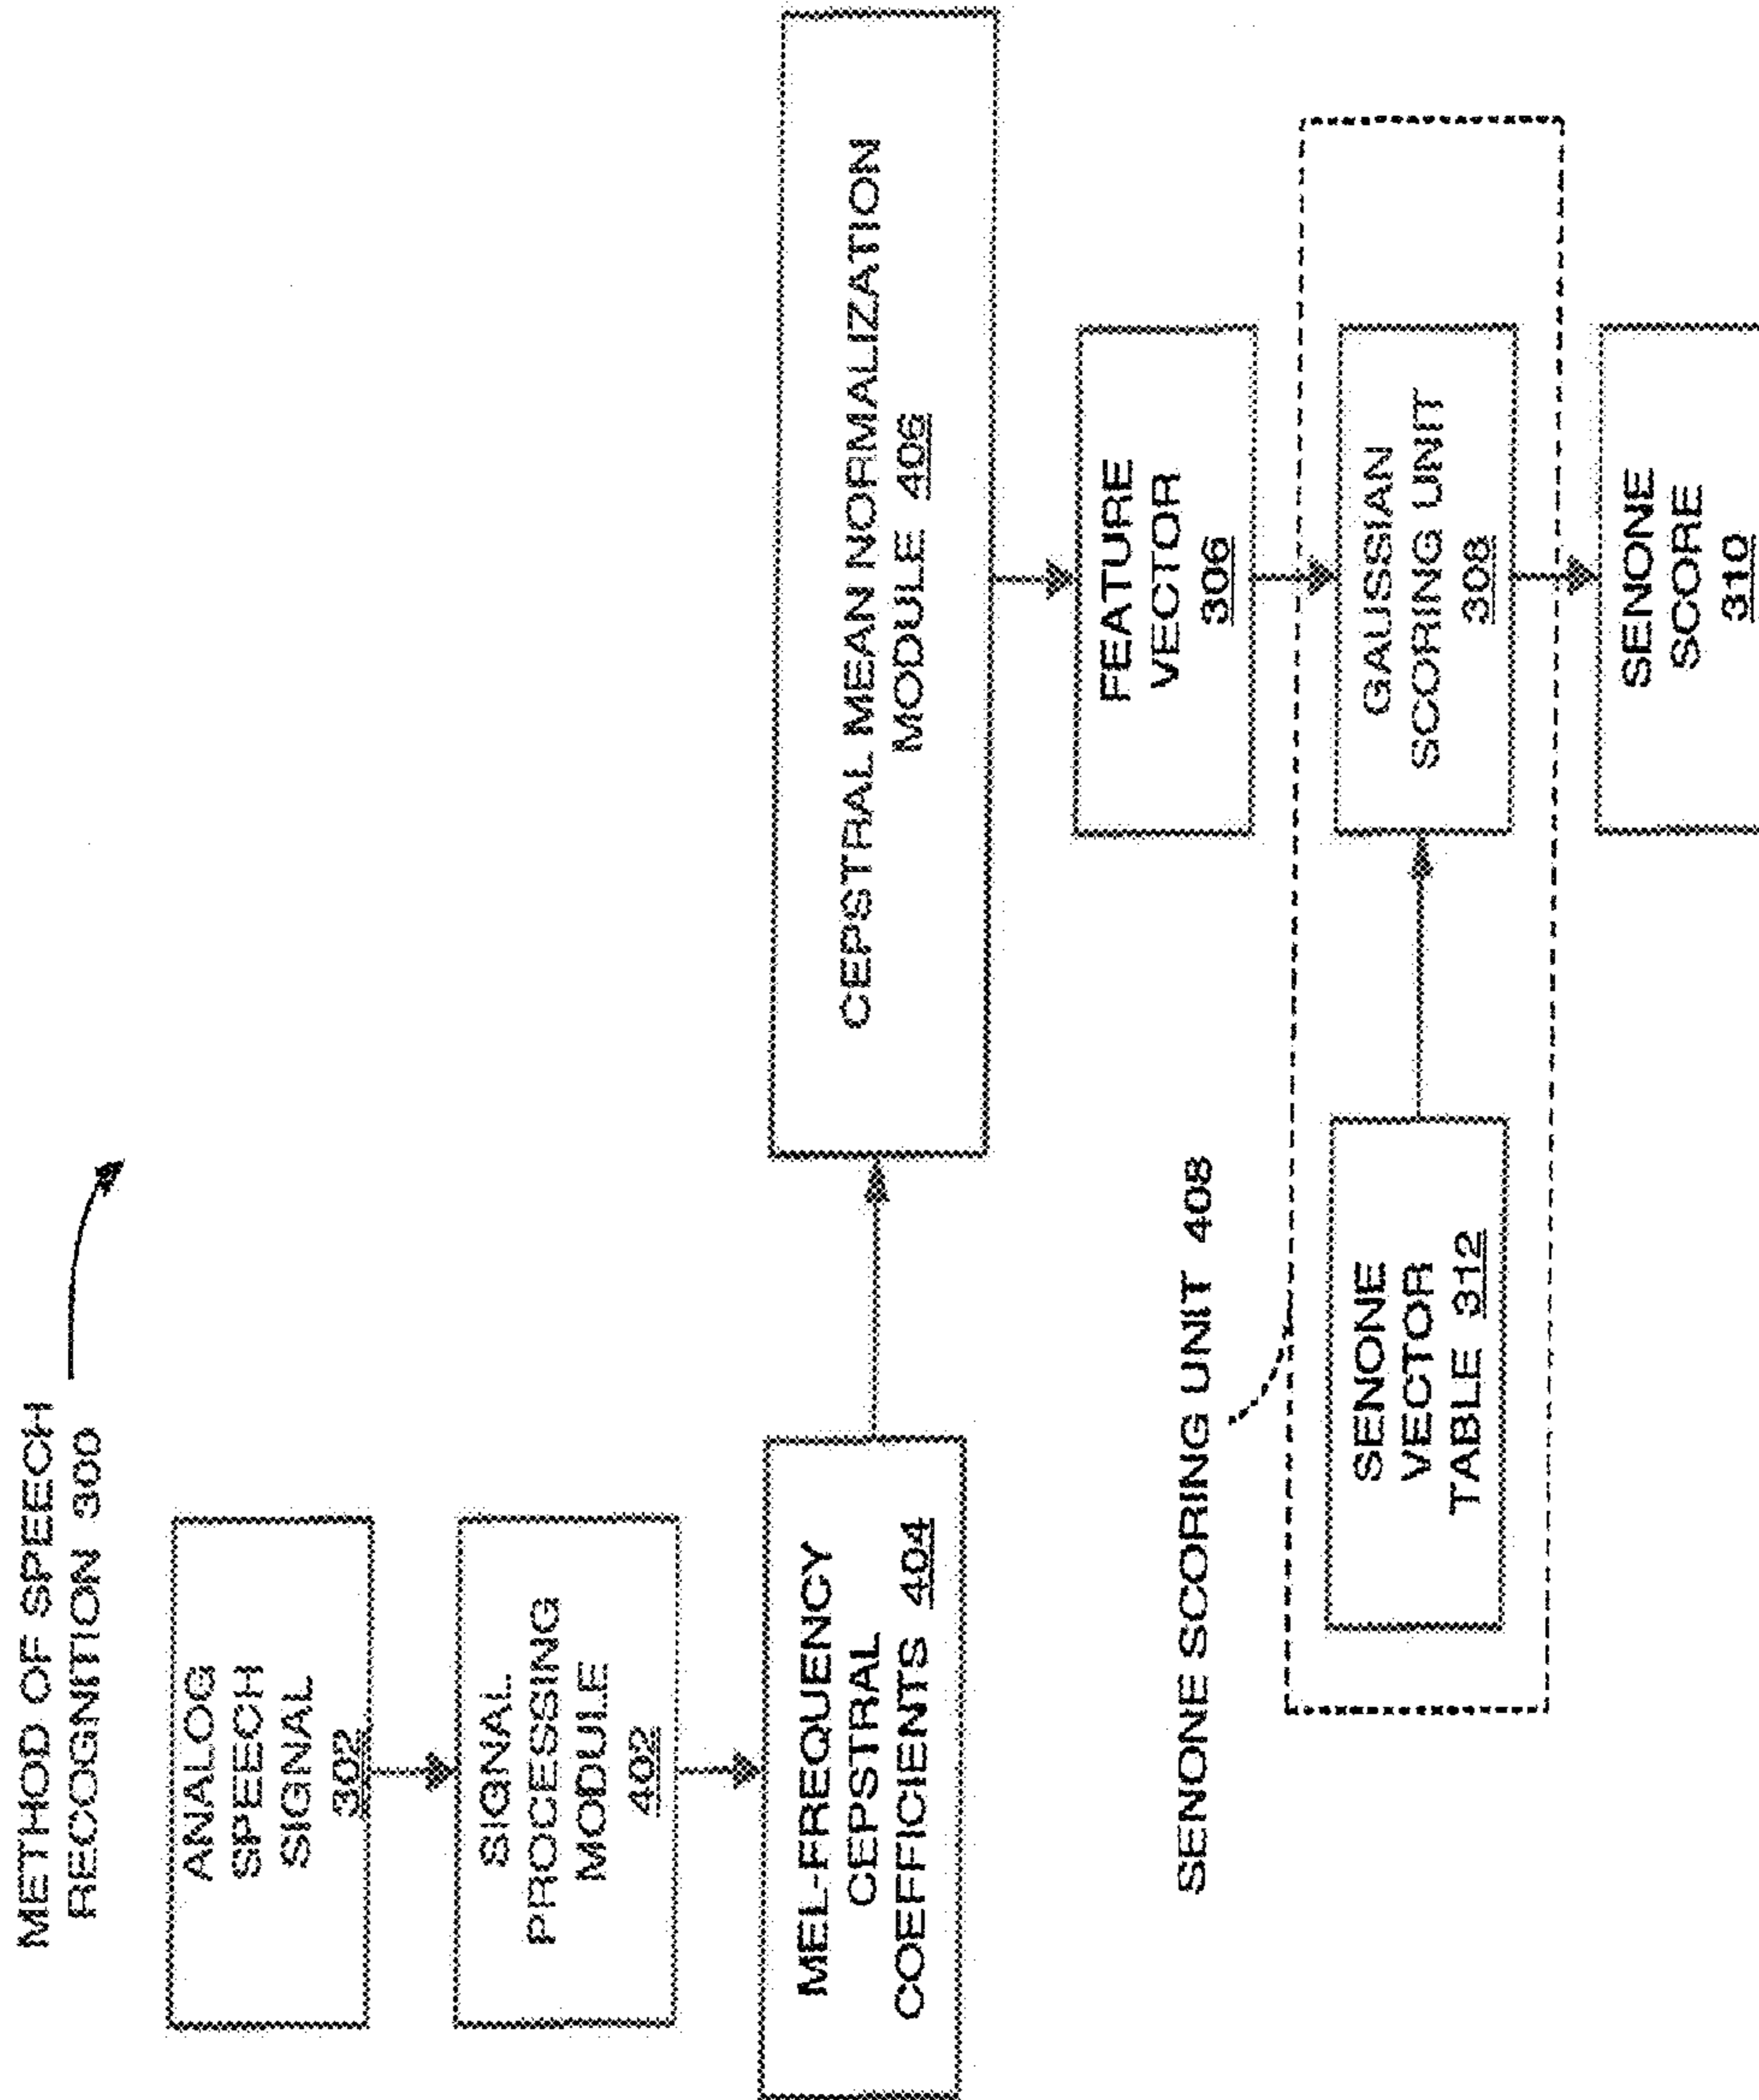 METHOD OF SPEECH
RECOGNITION 300
ANALOG
SPEECH
SIGNAL
302
SIGNAL
PROCESSING
MODULE
402
MEL-FREQUENCY
CEPSTRAL
COEFFICIENTS 404
CEPSTRAL MEAN NORMALIZATION
MODULE 406
FEATURE
VECTOR
306
SENONE SCORING UNIT 408
SENONE
VECTOR
TABLE 312
GAUSSIAN
SCORING UNIT
308
SENONE
SCORE
310